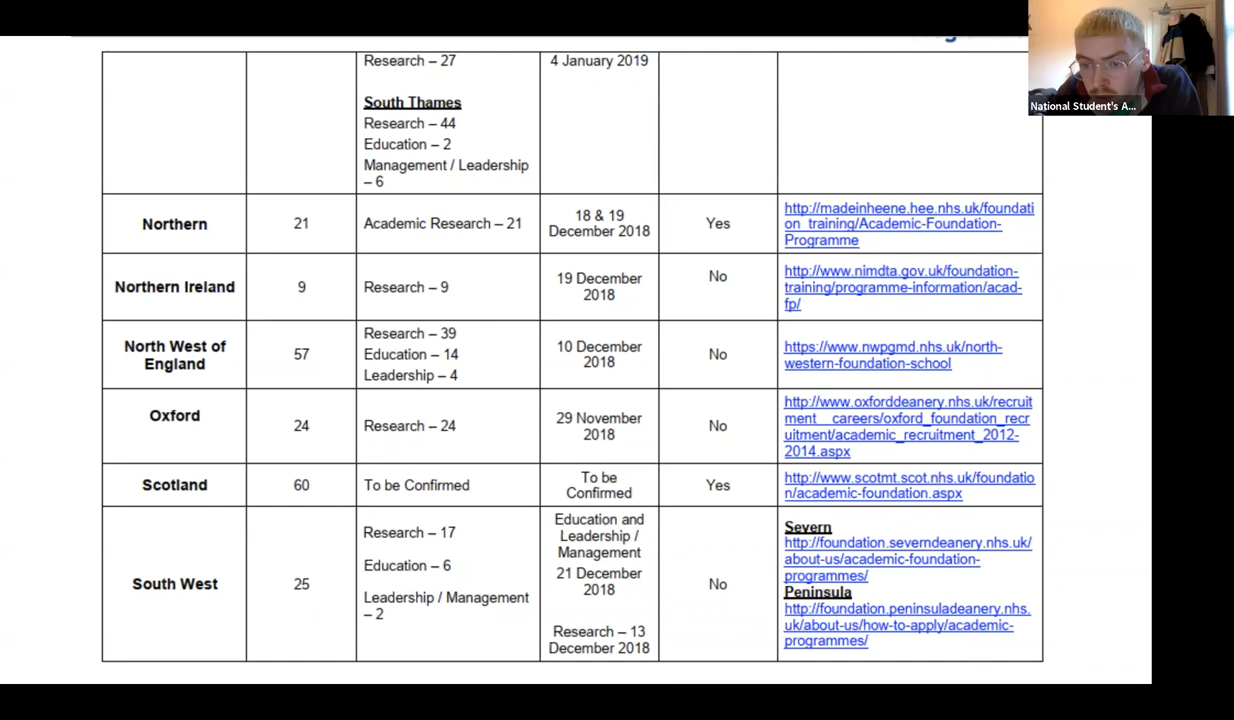 National Student's A...
Research – 27
4 January 2019
South Thames
Research – 44
Education – 2
Management / Leadership
– 6
Northern
21
Academic Research – 21
18 & 19
December 2018
Yes
http://madeinheene.hee.nhs.uk/foundati
on_training/Academic-Foundation-
Programme
Northern Ireland
9
Research – 9
19 December
2018
No
http://www.nimdta.gov.uk/foundation-
training/programme-information/acad-
fp/
North West of
England
57
Research – 39
Education – 14
Leadership – 4
10 December
2018
No
https://www.nwpgmd.nhs.uk/north-
western-foundation-school
Oxford
24
Research – 24
29 November
2018
No
http://www.oxforddeanery.nhs.uk/recruit
ment__careers/oxford_foundation_recr
uitment/academic_recruitment_2012-
2014.aspx
Scotland
60
To be Confirmed
To be
Confirmed
Yes
http://www.scotmt.scot.nhs.uk/foundatio
n/academic-foundation.aspx
South West
25
Research – 17
Education – 6
Leadership / Management
– 2
Education and
Leadership /
Management
21 December
2018
Research – 13
December 2018
No
Severn
http://foundation.severndeanery.nhs.uk/
about-us/academic-foundation-
programmes/
Peninsula
http://foundation.peninsuladeanery.nhs.
uk/about-us/how-to-apply/academic-
programmes/